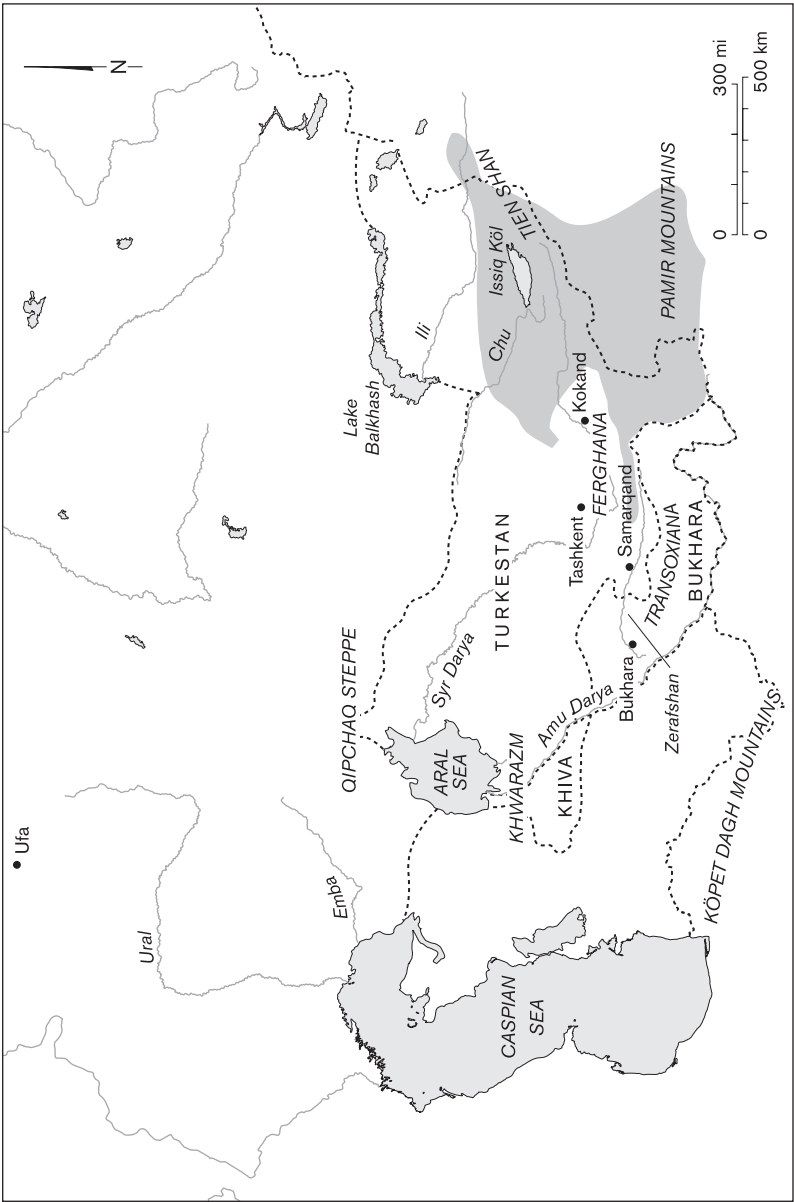 N
Ufa
Ural
Emba
QIPCHAQ STEPPE
Lake
Balkhash
Ili
Chu
Issiq Köl
TIEN SHAN
Syr Darya
TURKESTAN
ARAL
SEA
CASPIAN
SEA
KHWARAZM
KHIVA
Amu Darya
Tashkent
Kokand
FERGHANA
Samarqand
Bukhara
Zerafshan
TRANSOXIANA
BUKHARA
PAMIR MOUNTAINS
KÖPET DAGH MOUNTAINS
0 300 mi
0 500 km